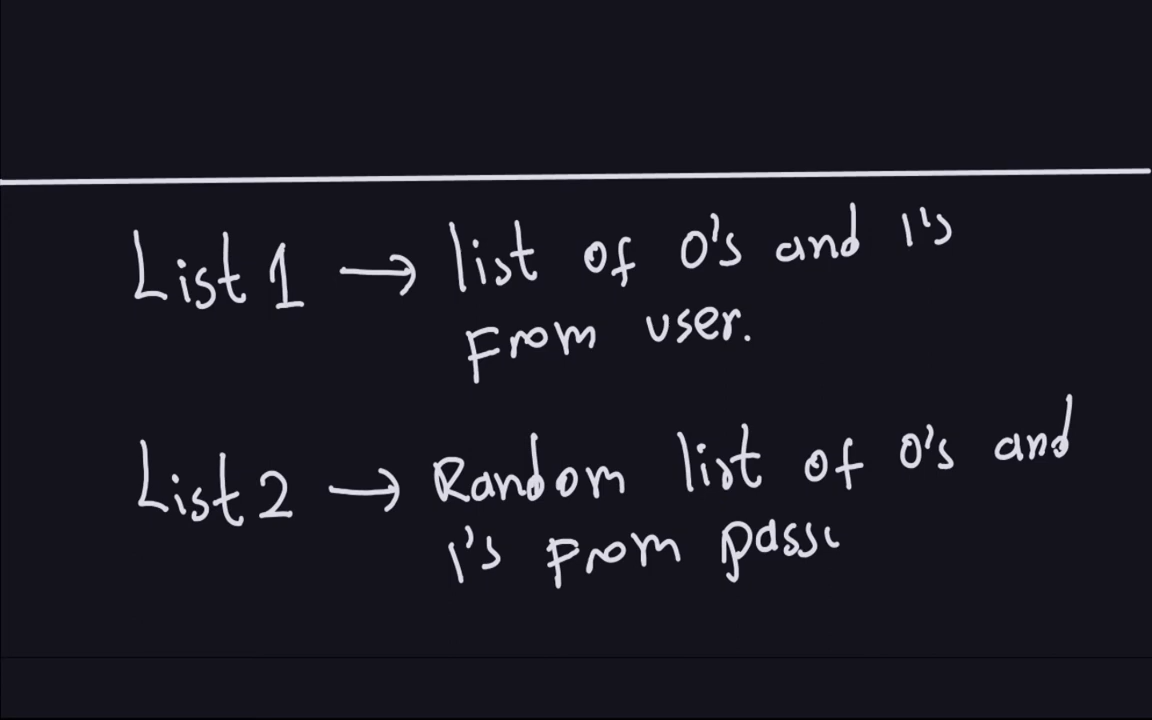 List 1 → list of 0's and 1's
From user.
List 2 → Random list of 0's and
1's From